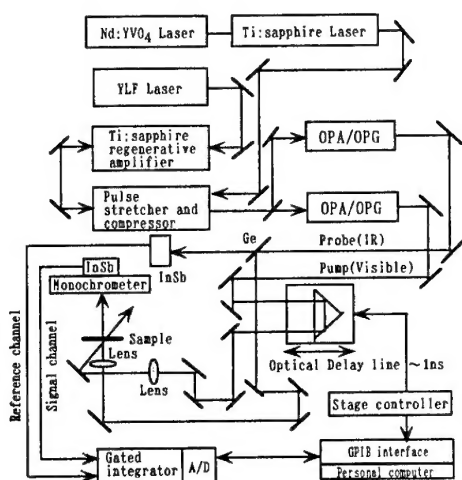 Nd:YVO4 Laser
Ti:sapphire Laser
YLF Laser
Ti:sapphire
regenerative
amplifier
OPA/OPG
Pulse
stretcher and
compressor
OPA/OPG
Ge
Probe(IR)
InSb
Pump(Visible)
InSb
Monochrometer
Reference channel
Signal channel
Sample
Lens
Lens
Optical Delay line ~1ns
Stage controller
Gated
integrator
A/D
GPIB interface
Personal computer